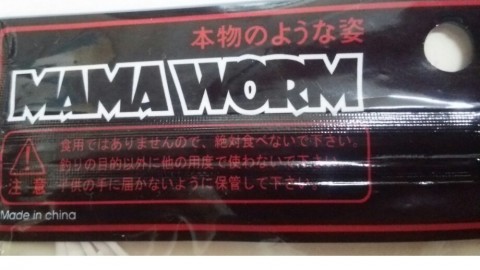 本物のような姿
MAMA WORM
食用ではありませんので、絶対食べないで下さい。
釣りの目的以外に他の用度で使わないで下さい。
子供の手に届かないように保管して下さい。
注意
Made in china